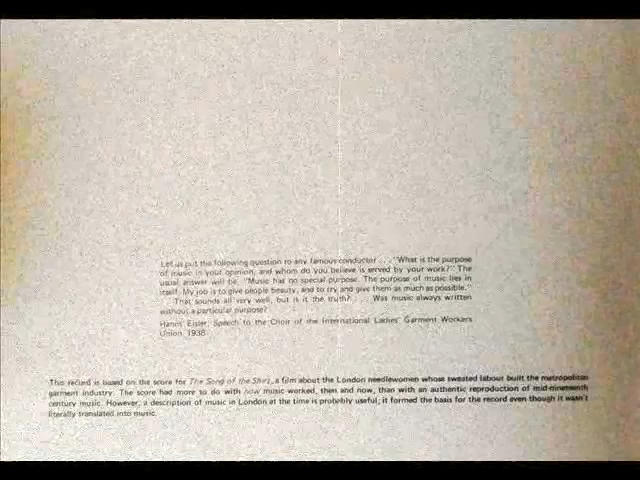 Let us put the following question to any famous conductor . . . "What is the purpose
of music in your opinion, and whom do you believe is served by your work?" The
usual answer will be, "Music has no special purpose. The purpose of music lies in
itself. My job is to give people beauty, and to try and give them as much as possible."
That sounds all very well, but is it the truth? . . . Was music always written
without a particular purpose?
Hanns Eisler, Speech to the Choir of the International Ladies' Garment Workers
Union, 1938
This record is based on the score for The Song of the Shirt, a film about the London needlewomen whose sweated labour built the metropolitan
garment industry. The score had more to do with how music worked, then and now, than with an authentic reproduction of mid-nineteenth
century music. However, a description of music in London at the time is probably useful; it formed the basis for the record even though it wasn't
literally translated into music.